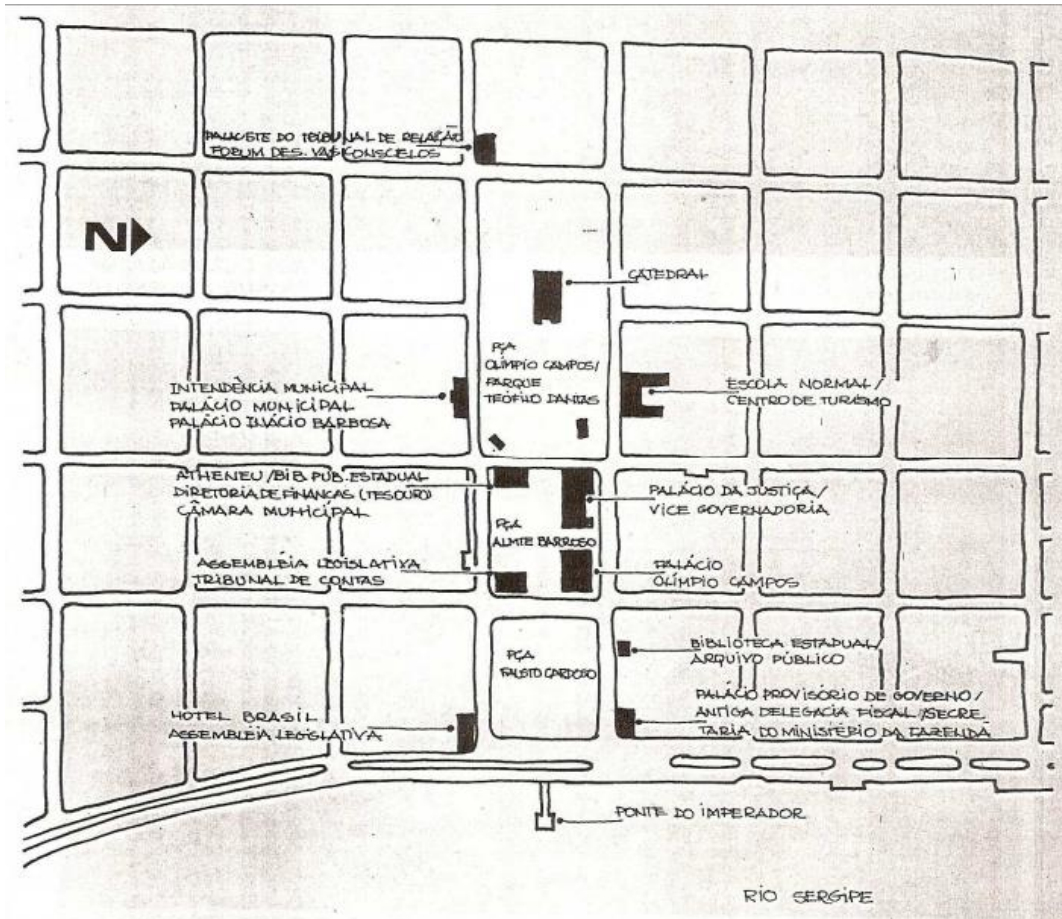 PALACETE DO TRIBUNAL DE RELAÇÃO
FORUM DES. VASCONSCELOS
N
CATEDRAL
PÇA
OLÍMPIO CAMPOS/
PARQUE
TEÓFILO DANTAS
INTENDÊNCIA MUNICIPAL
PALÁCIO MUNICIPAL
PALÁCIO INÁCIO BARBOSA
ESCOLA NORMAL/
CENTRO DE TURISMO
ATHENEU/BIB. PÚB. ESTADUAL
DIRETORIA DE FINANÇAS (TESOURO)
CÂMARA MUNICIPAL
PALÁCIO DA JUSTIÇA/
VICE GOVERNADORIA
PÇA
ALMTE BARROSO
ASSEMBLÉIA LEGISLATIVA
TRIBUNAL DE CONTAS
PALÁCIO
OLÍMPIO CAMPOS
BIBLIOTECA ESTADUAL/
ARQUIVO PÚBLICO
PÇA
FAUSTO CARDOSO
PALÁCIO PROVISÓRIO DE GOVERNO/
ANTIGA DELEGACIA FISCAL/SECRE_
TARIA DO MINISTÉRIO DA FAZENDA
HOTEL BRASIL
ASSEMBLEIA LEGISLATIVA
PONTE DO IMPERADOR
RIO SERGIPE